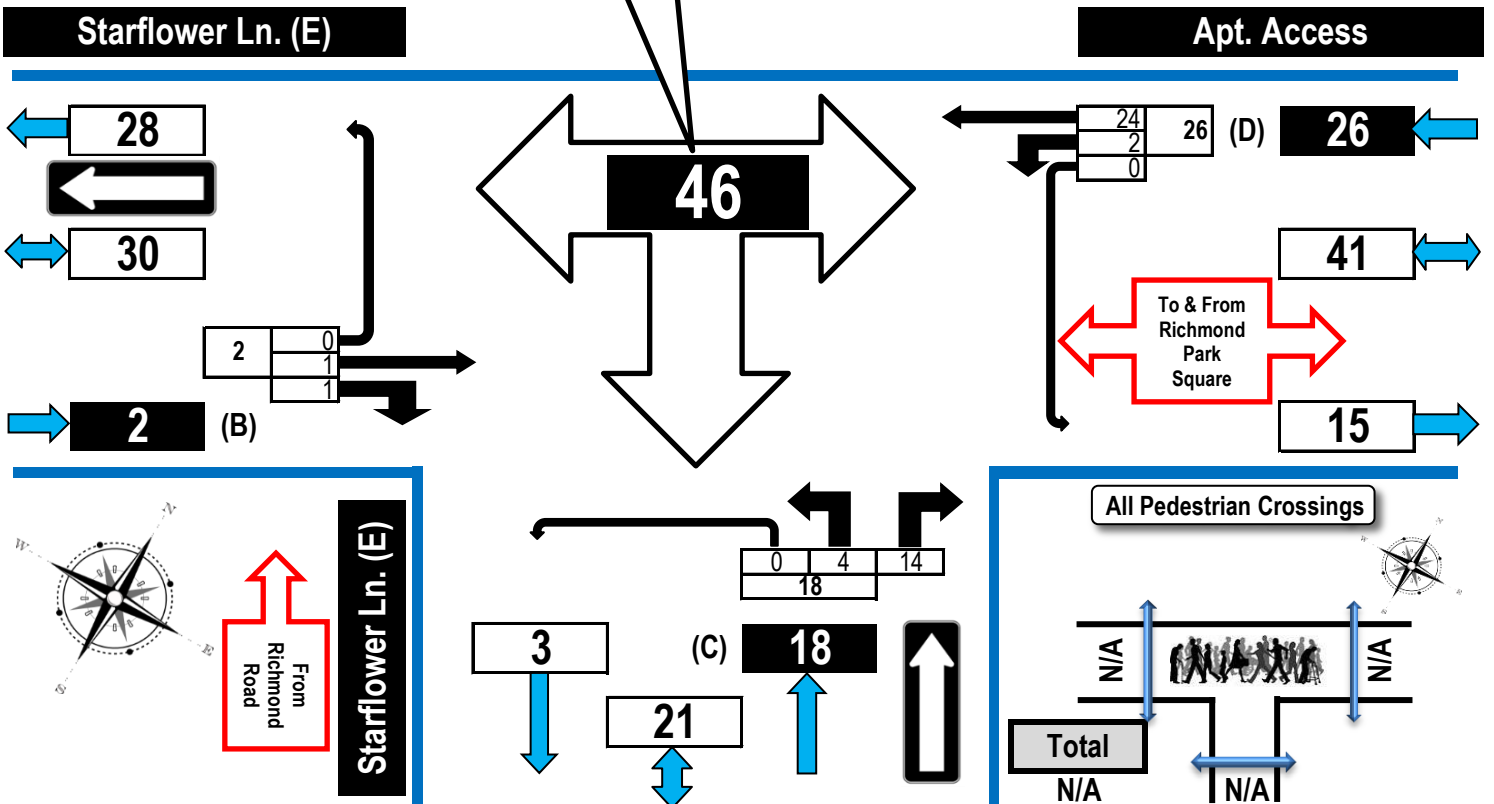 Starflower Ln. (E)
Apt. Access
28
30
2
0
1
1
2
(B)
46
24
2
0
26
(D)
26
41
To & From
Richmond
Park
Square
15
W
N
E
S
From
Richmond
Road
Starflower Ln. (E)
0
4
14
18
3
(C)
18
21
All Pedestrian Crossings
N/A
N/A
Total
N/A
N/A